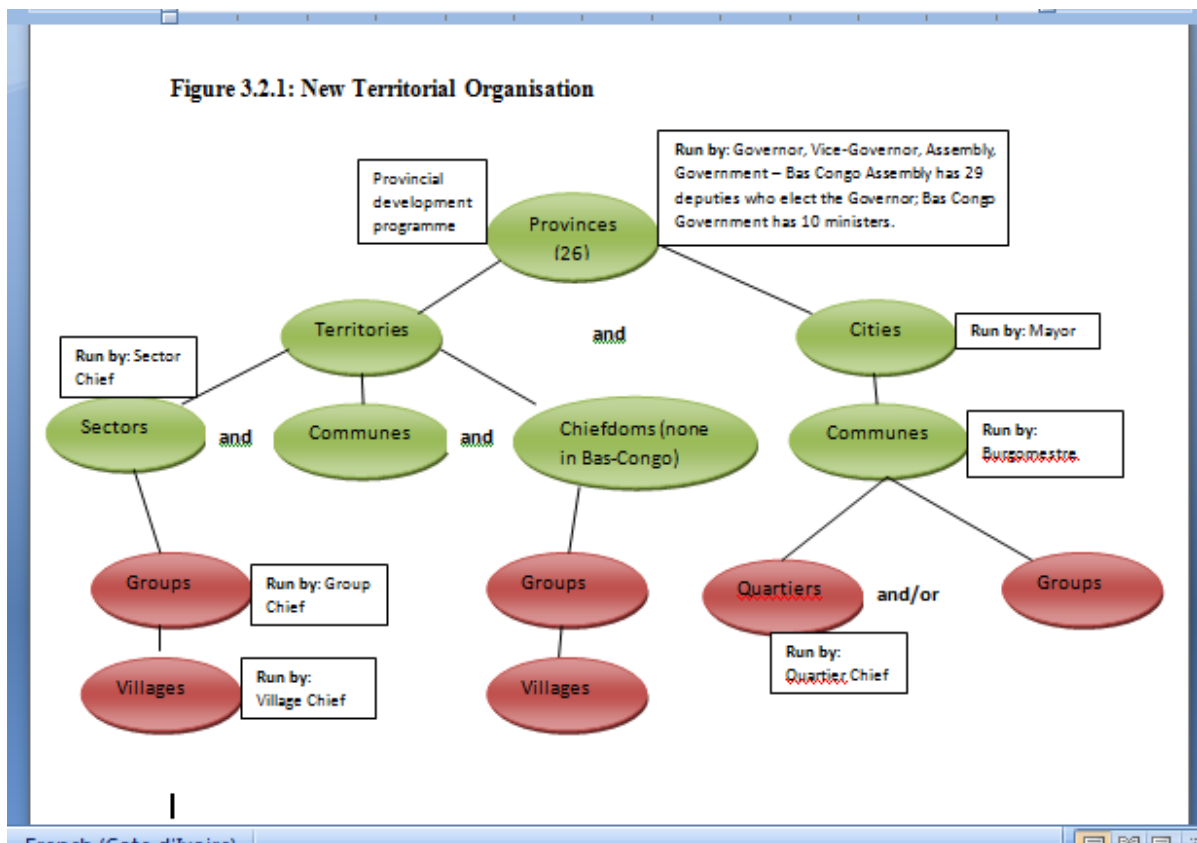 Figure 3.2.1: New Territorial Organisation
Provincial
development
programme
Run by: Governor, Vice-Governor, Assembly,
Government – Bas Congo Assembly has 29
deputies who elect the Governor; Bas Congo
Government has 10 ministers.
Provinces
(26)
Territories
and
Cities
Run by: Mayor
Run by: Sector
Chief
Sectors
and
Communes
and
Chiefdoms (none
in Bas-Congo)
Communes
Run by:
Burgomestre
Groups
Run by: Group
Chief
Groups
Quartiers
and/or
Groups
Villages
Run by:
Village Chief
Villages
Run by:
Quartier Chief
French (Cote d'Ivoire)